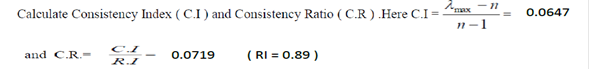 Calculate Consistency Index ( C.I ) and Consistency Ratio ( C.R ) .Here C.I = λmax − n / n − 1 = 0.0647
and C.R.= C.I / R.I − 0.0719 ( RI = 0.89 )